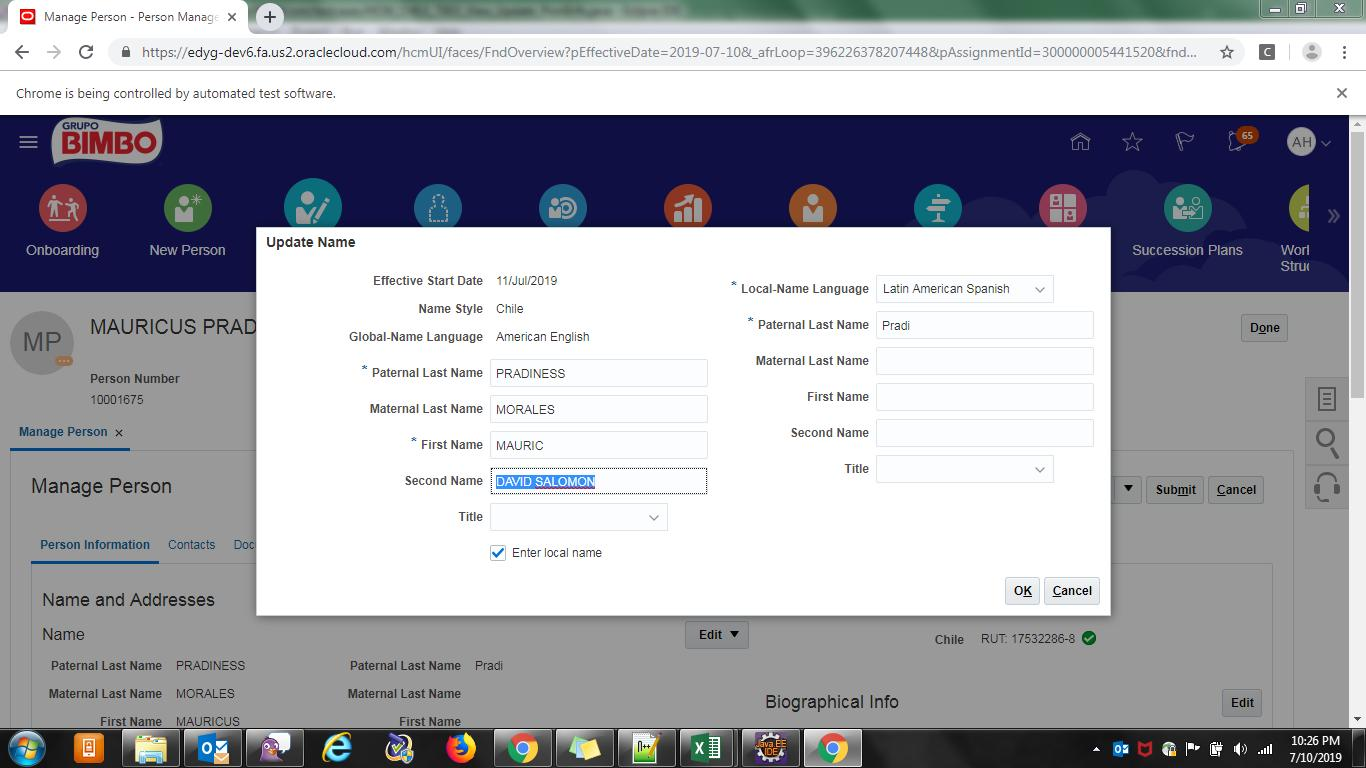 Manage Person - Person Manage
https://edyg-dev6.fa.us2.oraclecloud.com/hcmUI/faces/FndOverview?pEffectiveDate=2019-07-10&_afrLoop=396226378207448&pAssignmentId=300000005441520&fnd...
C
Chrome is being controlled by automated test software.
GRUPO
BIMBO
65
AH
Onboarding
New Person
Succession Plans
Worl
Struc
Update Name
Effective Start Date 11/Jul/2019
Name Style Chile
Global-Name Language American English
* Paternal Last Name PRADINESS
Maternal Last Name MORALES
* First Name MAURIC
Second Name DAVID SALOMON
Title
Enter local name
* Local-Name Language Latin American Spanish
* Paternal Last Name Pradi
Maternal Last Name
First Name
Second Name
Title
OK Cancel
MP
MAURICUS PRAD
Done
Person Number
10001675
Manage Person
Manage Person
Submit Cancel
Person Information Contacts Doc
Name and Addresses
Name
Edit
Chile RUT: 17532286-8
Paternal Last Name PRADINESS Paternal Last Name Pradi
Maternal Last Name MORALES Maternal Last Name
First Name MAURICUS First Name
Biographical Info
Edit
Java EE
IDE
10:26 PM
7/10/2019